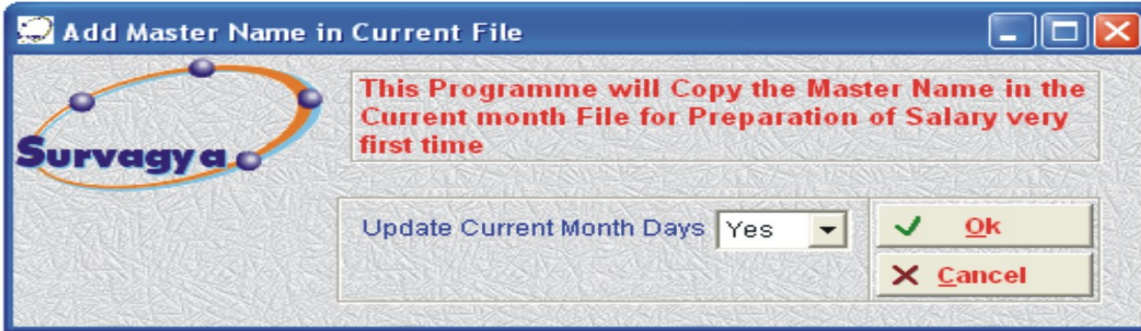 Add Master Name in Current File
Survagya
This Programme will Copy the Master Name in the
Current month File for Preparation of Salary very
first time
Update Current Month Days Yes
Ok
Cancel